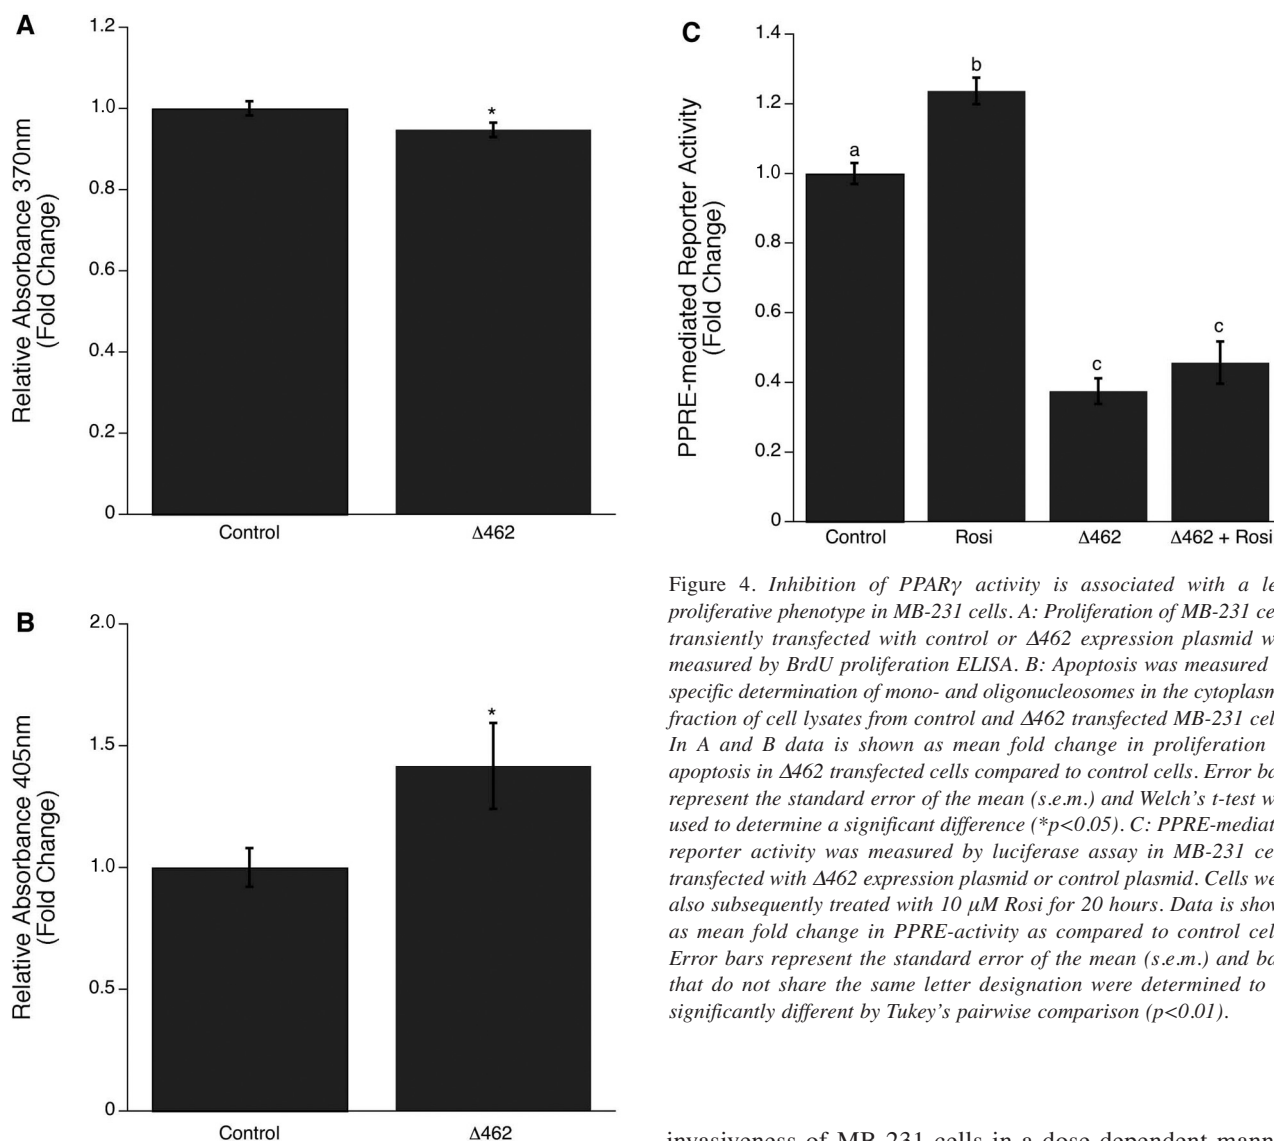 A
1.2
1.0
0.8
0.6
0.4
0.2
0
Relative Absorbance 370nm
(Fold Change)
*
Control
Δ462
B
2.0
1.5
1.0
0.5
0
Relative Absorbance 405nm
(Fold Change)
*
Control
Δ462
C
1.4
1.2
1.0
0.8
0.6
0.4
0.2
0
PPRE-mediated Reporter Activity
(Fold Change)
a
b
c
c
Control
Rosi
Δ462
Δ462 + Rosi
Figure 4. Inhibition of PPARγ activity is associated with a
proliferative phenotype in MB-231 cells. A: Proliferation of MB-231
transiently transfected with control or Δ462 expression plasmid
measured by BrdU proliferation ELISA. B: Apoptosis was measured
specific determination of mono- and oligonucleosomes in the
fraction of cell lysates from control and Δ462 transfected MB-231
In A and B data is shown as mean fold change in proliferation
apoptosis in Δ462 transfected cells compared to control cells. Error
represent the standard error of the mean (s.e.m.) and Welch's t-test
used to determine a significant difference (*p<0.05). C:
reporter activity was measured by luciferase assay in MB-231
transfected with Δ462 expression plasmid or control plasmid. Cells
also subsequently treated with 10 μM Rosi for 20 hours. Data is
as mean fold change in PPRE-activity as compared to control
Error bars represent the standard error of the mean (s.e.m.) and
that do not share the same letter designation were determined to
significantly different by Tukey's pairwise comparison (p<0.01).
invasiveness of MB-231 cells in a dose-dependent